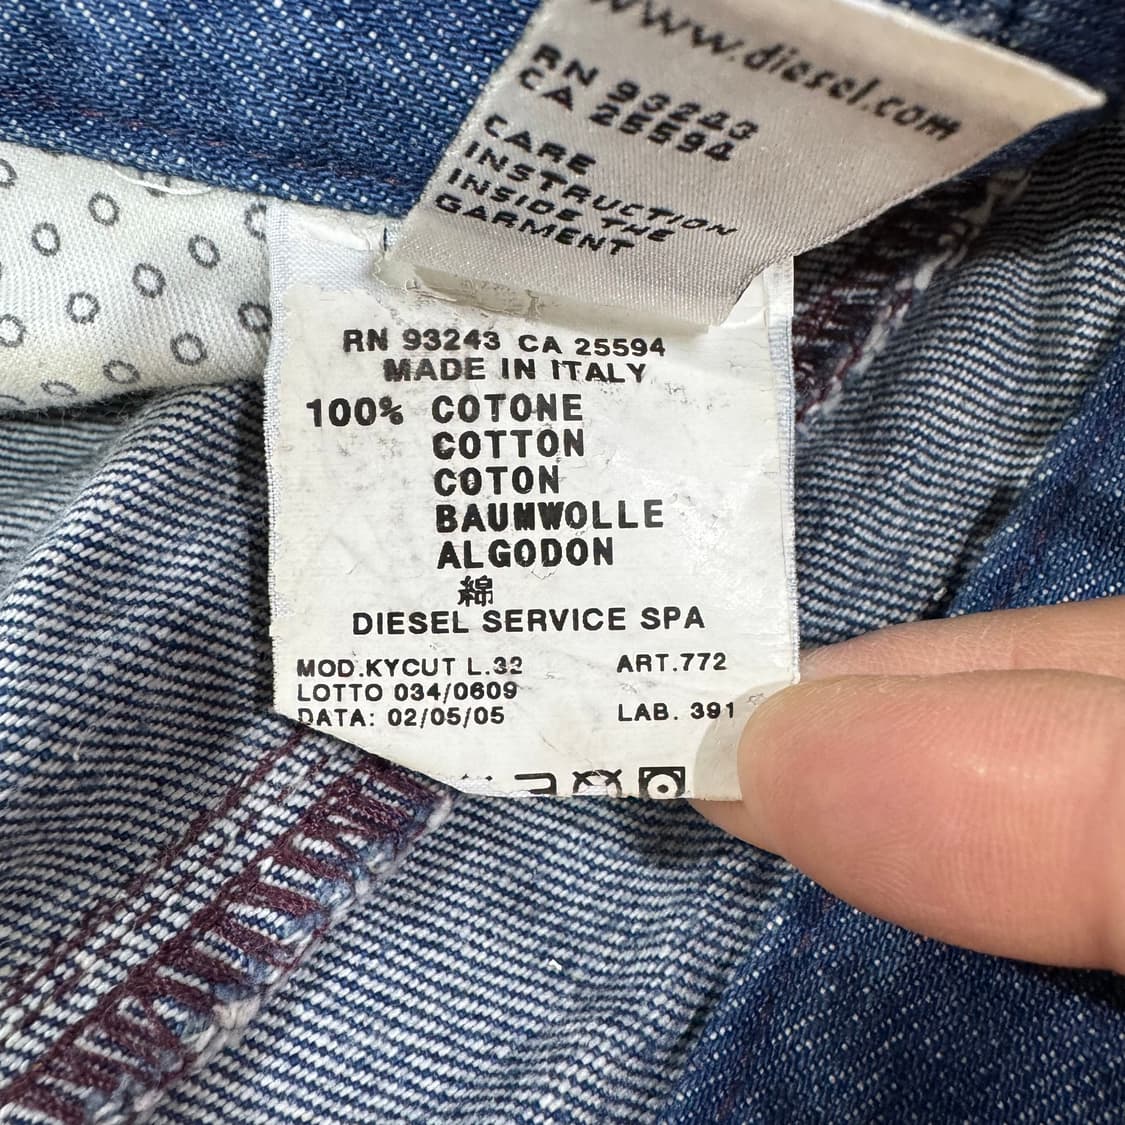 www.diesel.com
RN 93243
CA 25594
CARE
INSTRUCTION
INSIDE THE
GARMENT
RN 93243 CA 25594
MADE IN ITALY
100% COTONE
COTTON
COTON
BAUMWOLLE
ALGODON
綿
DIESEL SERVICE SPA
MOD.KYCUT L.32 ART.772
LOTTO 034/0609
DATA: 02/05/05 LAB. 391